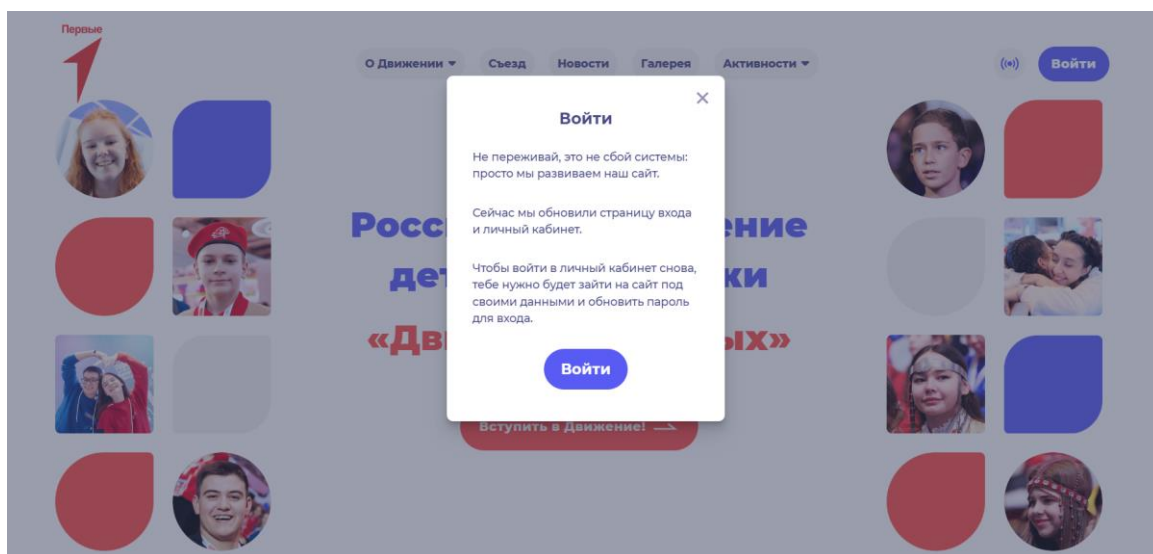 Первые
О Движении
Съезд
Новости
Галерея
Активности
Войти
Войти
Не переживай, это не сбой системы:
просто мы развиваем наш сайт.
Сейчас мы обновили страницу входа
и личный кабинет.
Чтобы войти в личный кабинет снова,
тебе нужно будет зайти на сайт под
своими данными и обновить пароль
для входа.
Войти
Росс ние
де ки
«Дв ых»
Вступить в Движение!